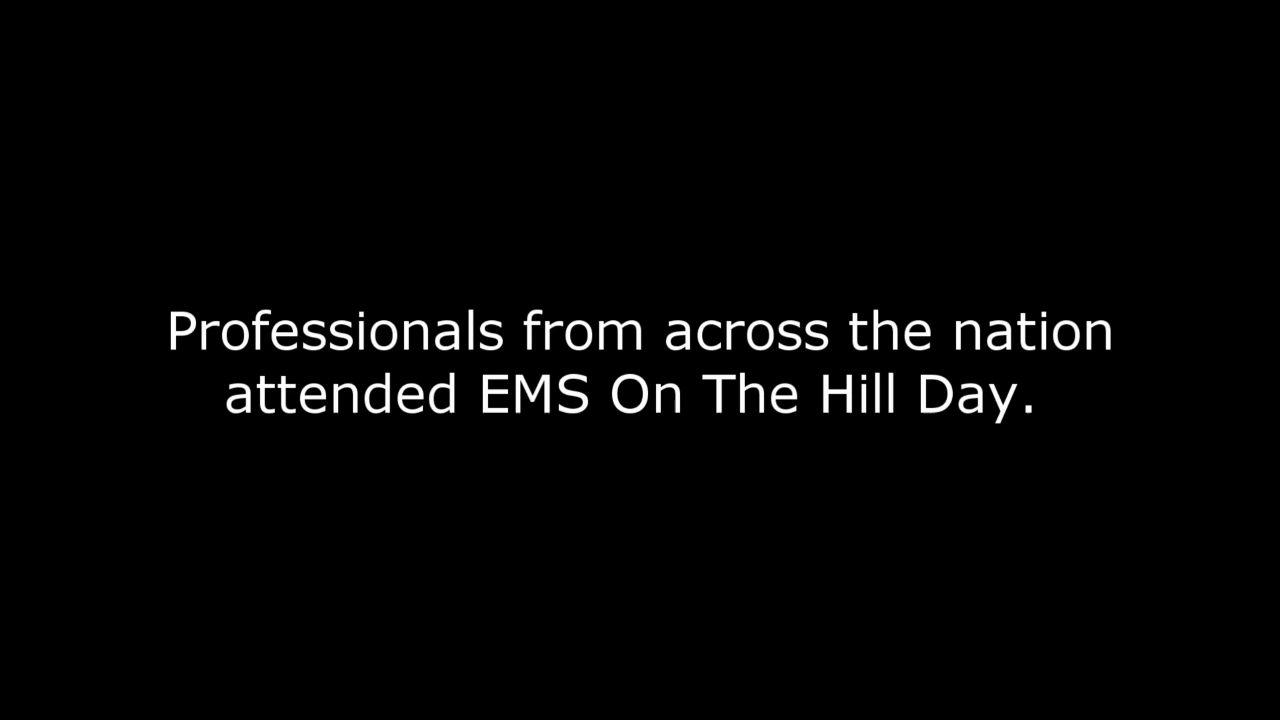 Professionals from across the nation
attended EMS On The Hill Day.